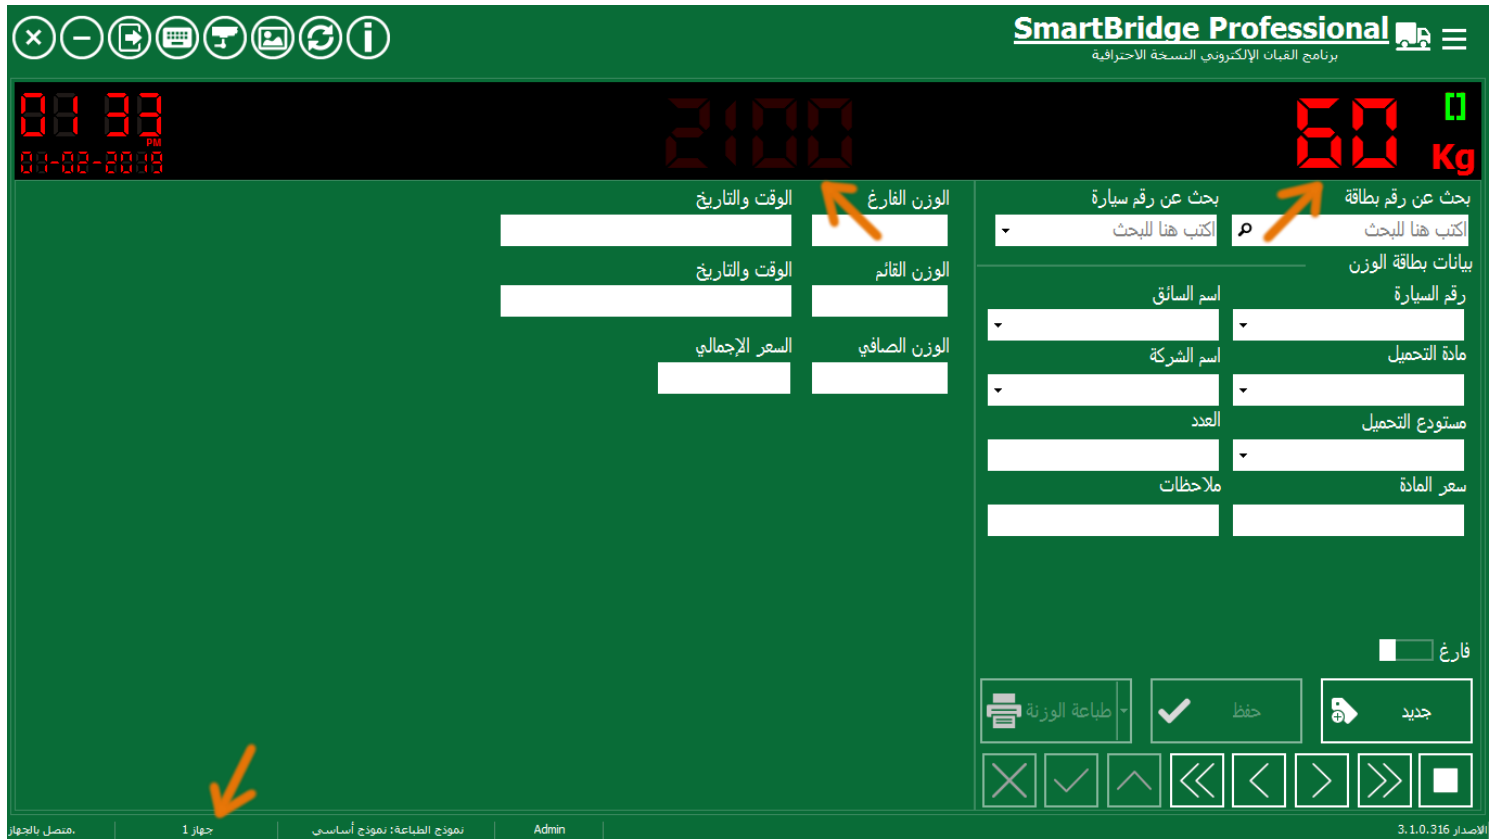 SmartBridge Professional
برنامج القبان الإلكتروني النسخة الاحترافية
60
Kg
2100
01 33
PM
01-02-2019
بحث عن رقم بطاقة
بحث عن رقم سيارة
اكتب هنا للبحث
اكتب هنا للبحث
بيانات بطاقة الوزن
رقم السيارة
اسم السائق
مادة التحميل
اسم الشركة
مستودع التحميل
العدد
سعر المادة
ملاحظات
الوزن الفارغ
الوقت والتاريخ
الوزن القائم
الوقت والتاريخ
الوزن الصافي
السعر الإجمالي
فارغ
جديد
حفظ
طباعة الوزنة
الاصدار 3.1.0.316
Admin
نموذج الطباعة: نموذج أساسي
جهاز 1
متصل بالجهاز.